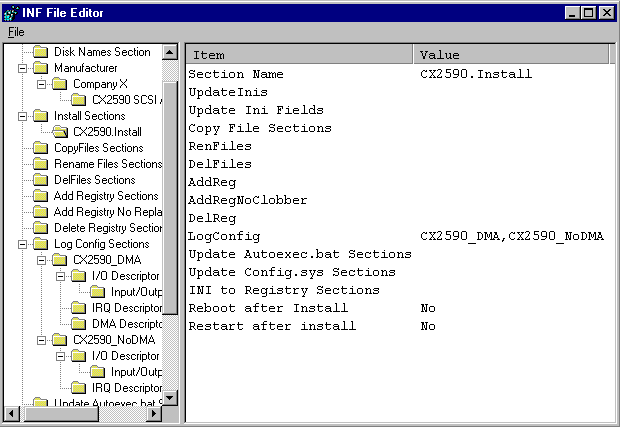 INF File Editor
File
Disk Names Section
Manufacturer
Company X
CX2590 SCSI
Install Sections
CX2590.Install
CopyFiles Sections
Rename Files Sections
DelFiles Sections
Add Registry Sections
Add Registry No Repla
Delete Registry Section
Log Config Sections
CX2590_DMA
I/O Descriptor
Input/Outp
IRQ Descriptor
DMA Descripto
CX2590_NoDMA
I/O Descriptor
Input/Outp
IRQ Descriptor
Update Autoexec.bat S
Item Value
Section Name CX2590.Install
UpdateInis
Update Ini Fields
Copy File Sections
RenFiles
DelFiles
AddReg
AddRegNoClobber
DelReg
LogConfig CX2590_DMA,CX2590_NoDMA
Update Autoexec.bat Sections
Update Config.sys Sections
INI to Registry Sections
Reboot after Install No
Restart after install No